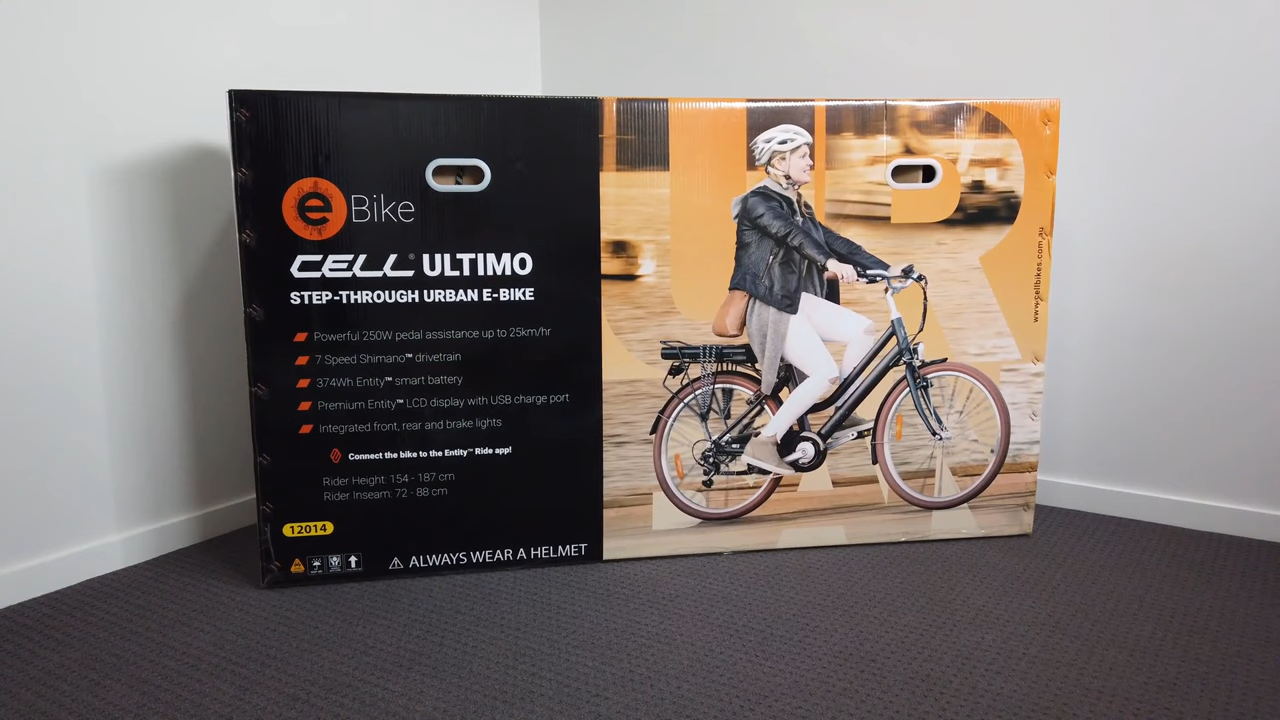 e Bike
CELL® ULTIMO
STEP-THROUGH URBAN E-BIKE
Powerful 250W pedal assistance up to 25km/hr
7 Speed Shimano™ drivetrain
374Wh Entity™ smart battery
Premium Entity™ LCD display with USB charge port
Integrated front, rear and brake lights
Connect the bike to the Entity™ Ride app!
Rider Height: 154 - 187 cm
Rider Inseam: 72 - 88 cm
12014
ALWAYS WEAR A HELMET
UR
www.cellbikes.com.au